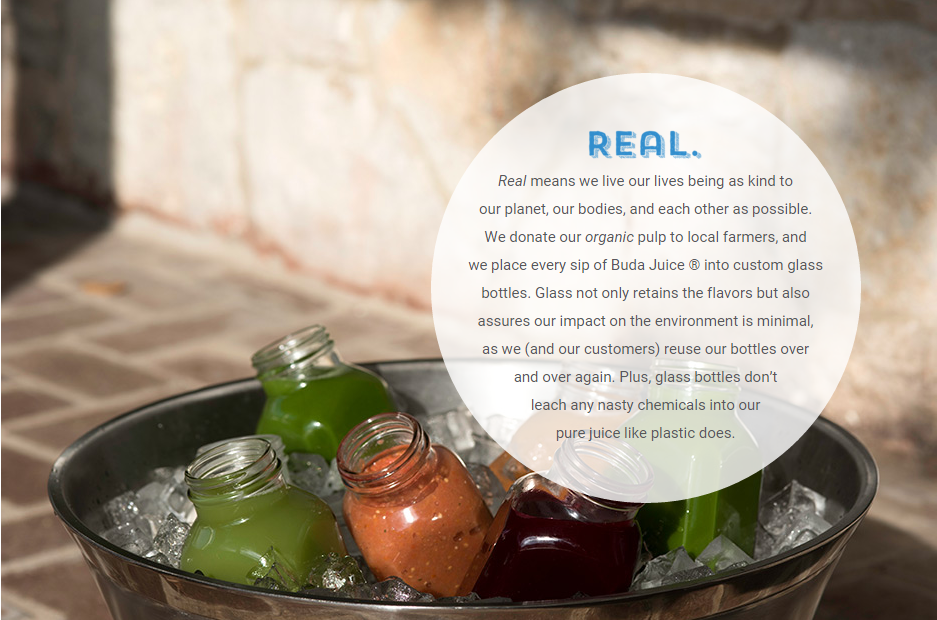 REAL.
Real means we live our lives being as kind to
our planet, our bodies, and each other as possible.
We donate our organic pulp to local farmers, and
we place every sip of Buda Juice ® into custom glass
bottles. Glass not only retains the flavors but also
assures our impact on the environment is minimal,
as we (and our customers) reuse our bottles over
and over again. Plus, glass bottles don't
leach any nasty chemicals into our
pure juice like plastic does.